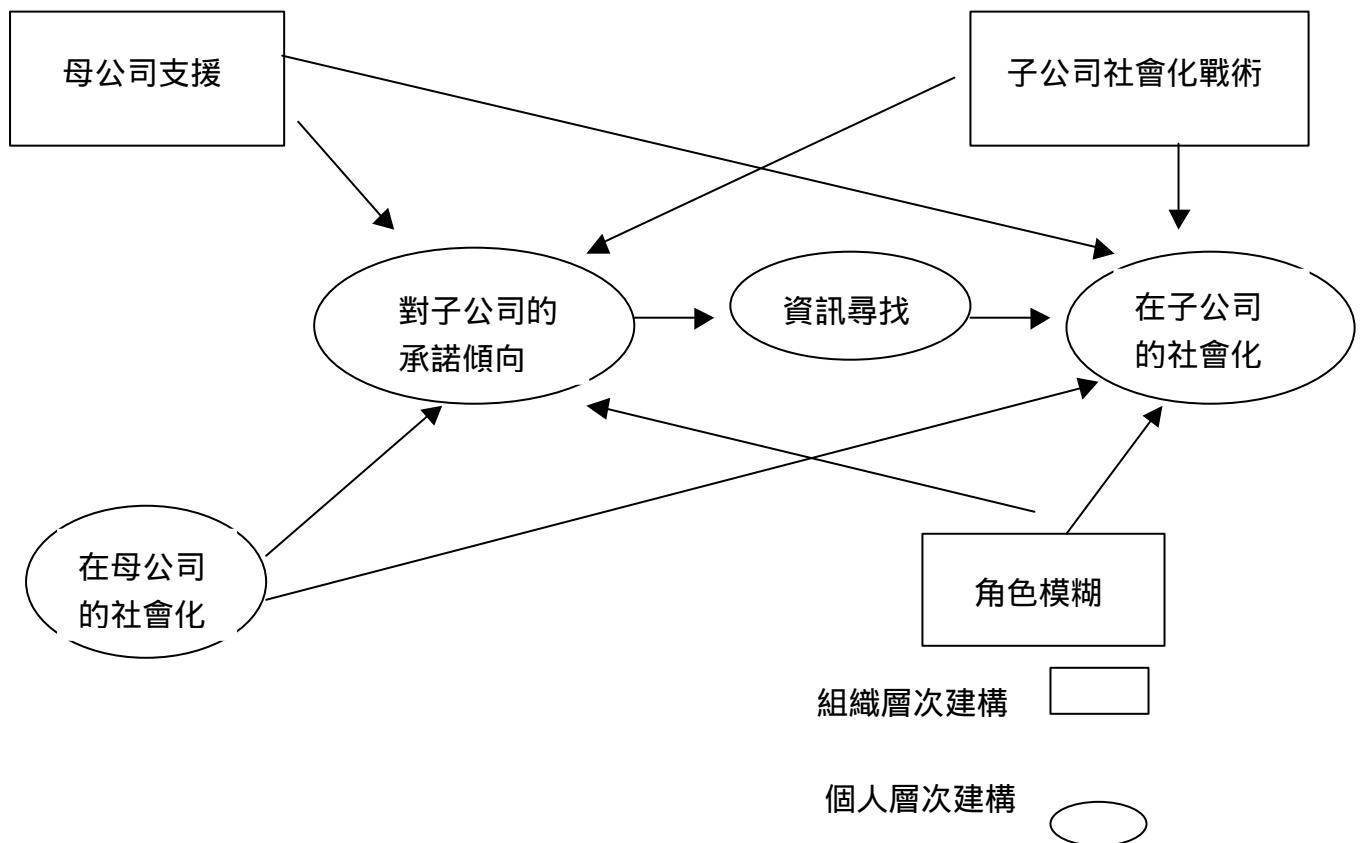 母公司支援
子公司社會化戰術
對子公司的
承諾傾向
資訊尋找
在子公司
的社會化
在母公司
的社會化
角色模糊
組織層次建構
個人層次建構